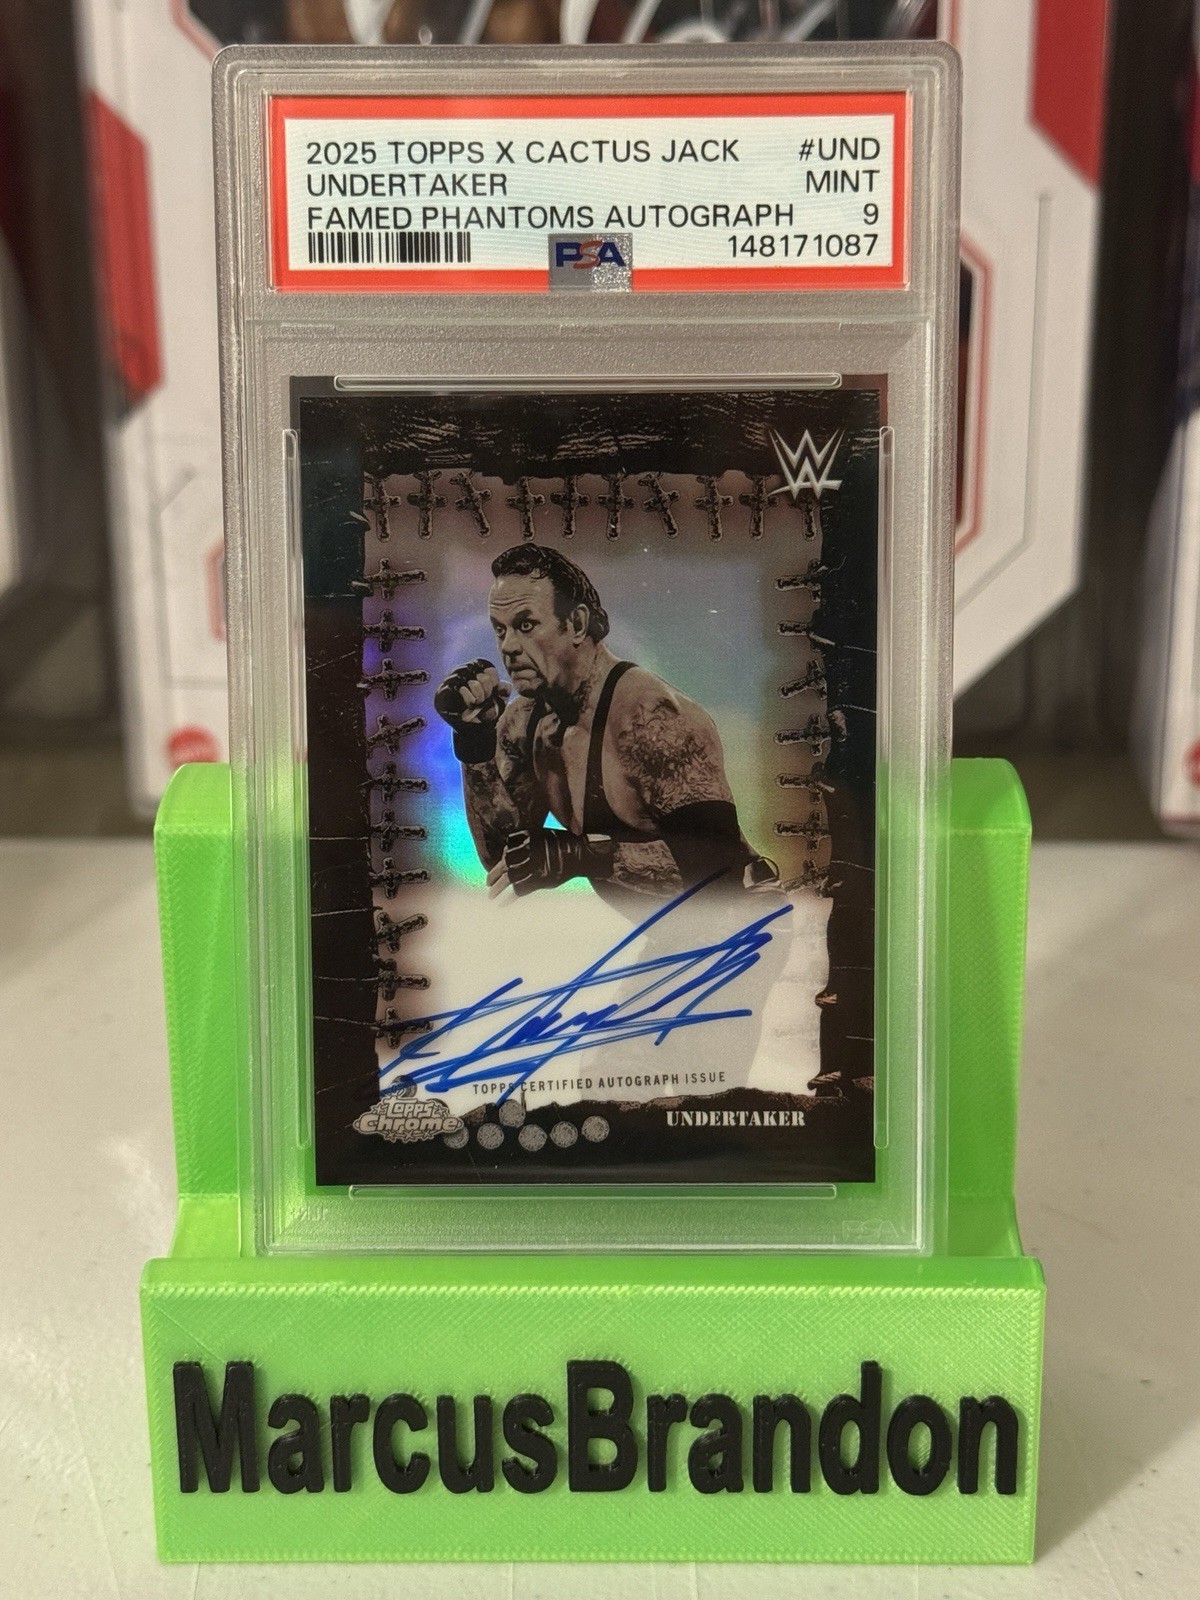 2025 TOPPS X CACTUS JACK #UND
UNDERTAKER MINT
FAMED PHANTOMS AUTOGRAPH 9
PSA 148171087
W
TOPPS CERTIFIED AUTOGRAPH ISSUE
Topps
Chrome
UNDERTAKER
PSA
MarcusBrandon